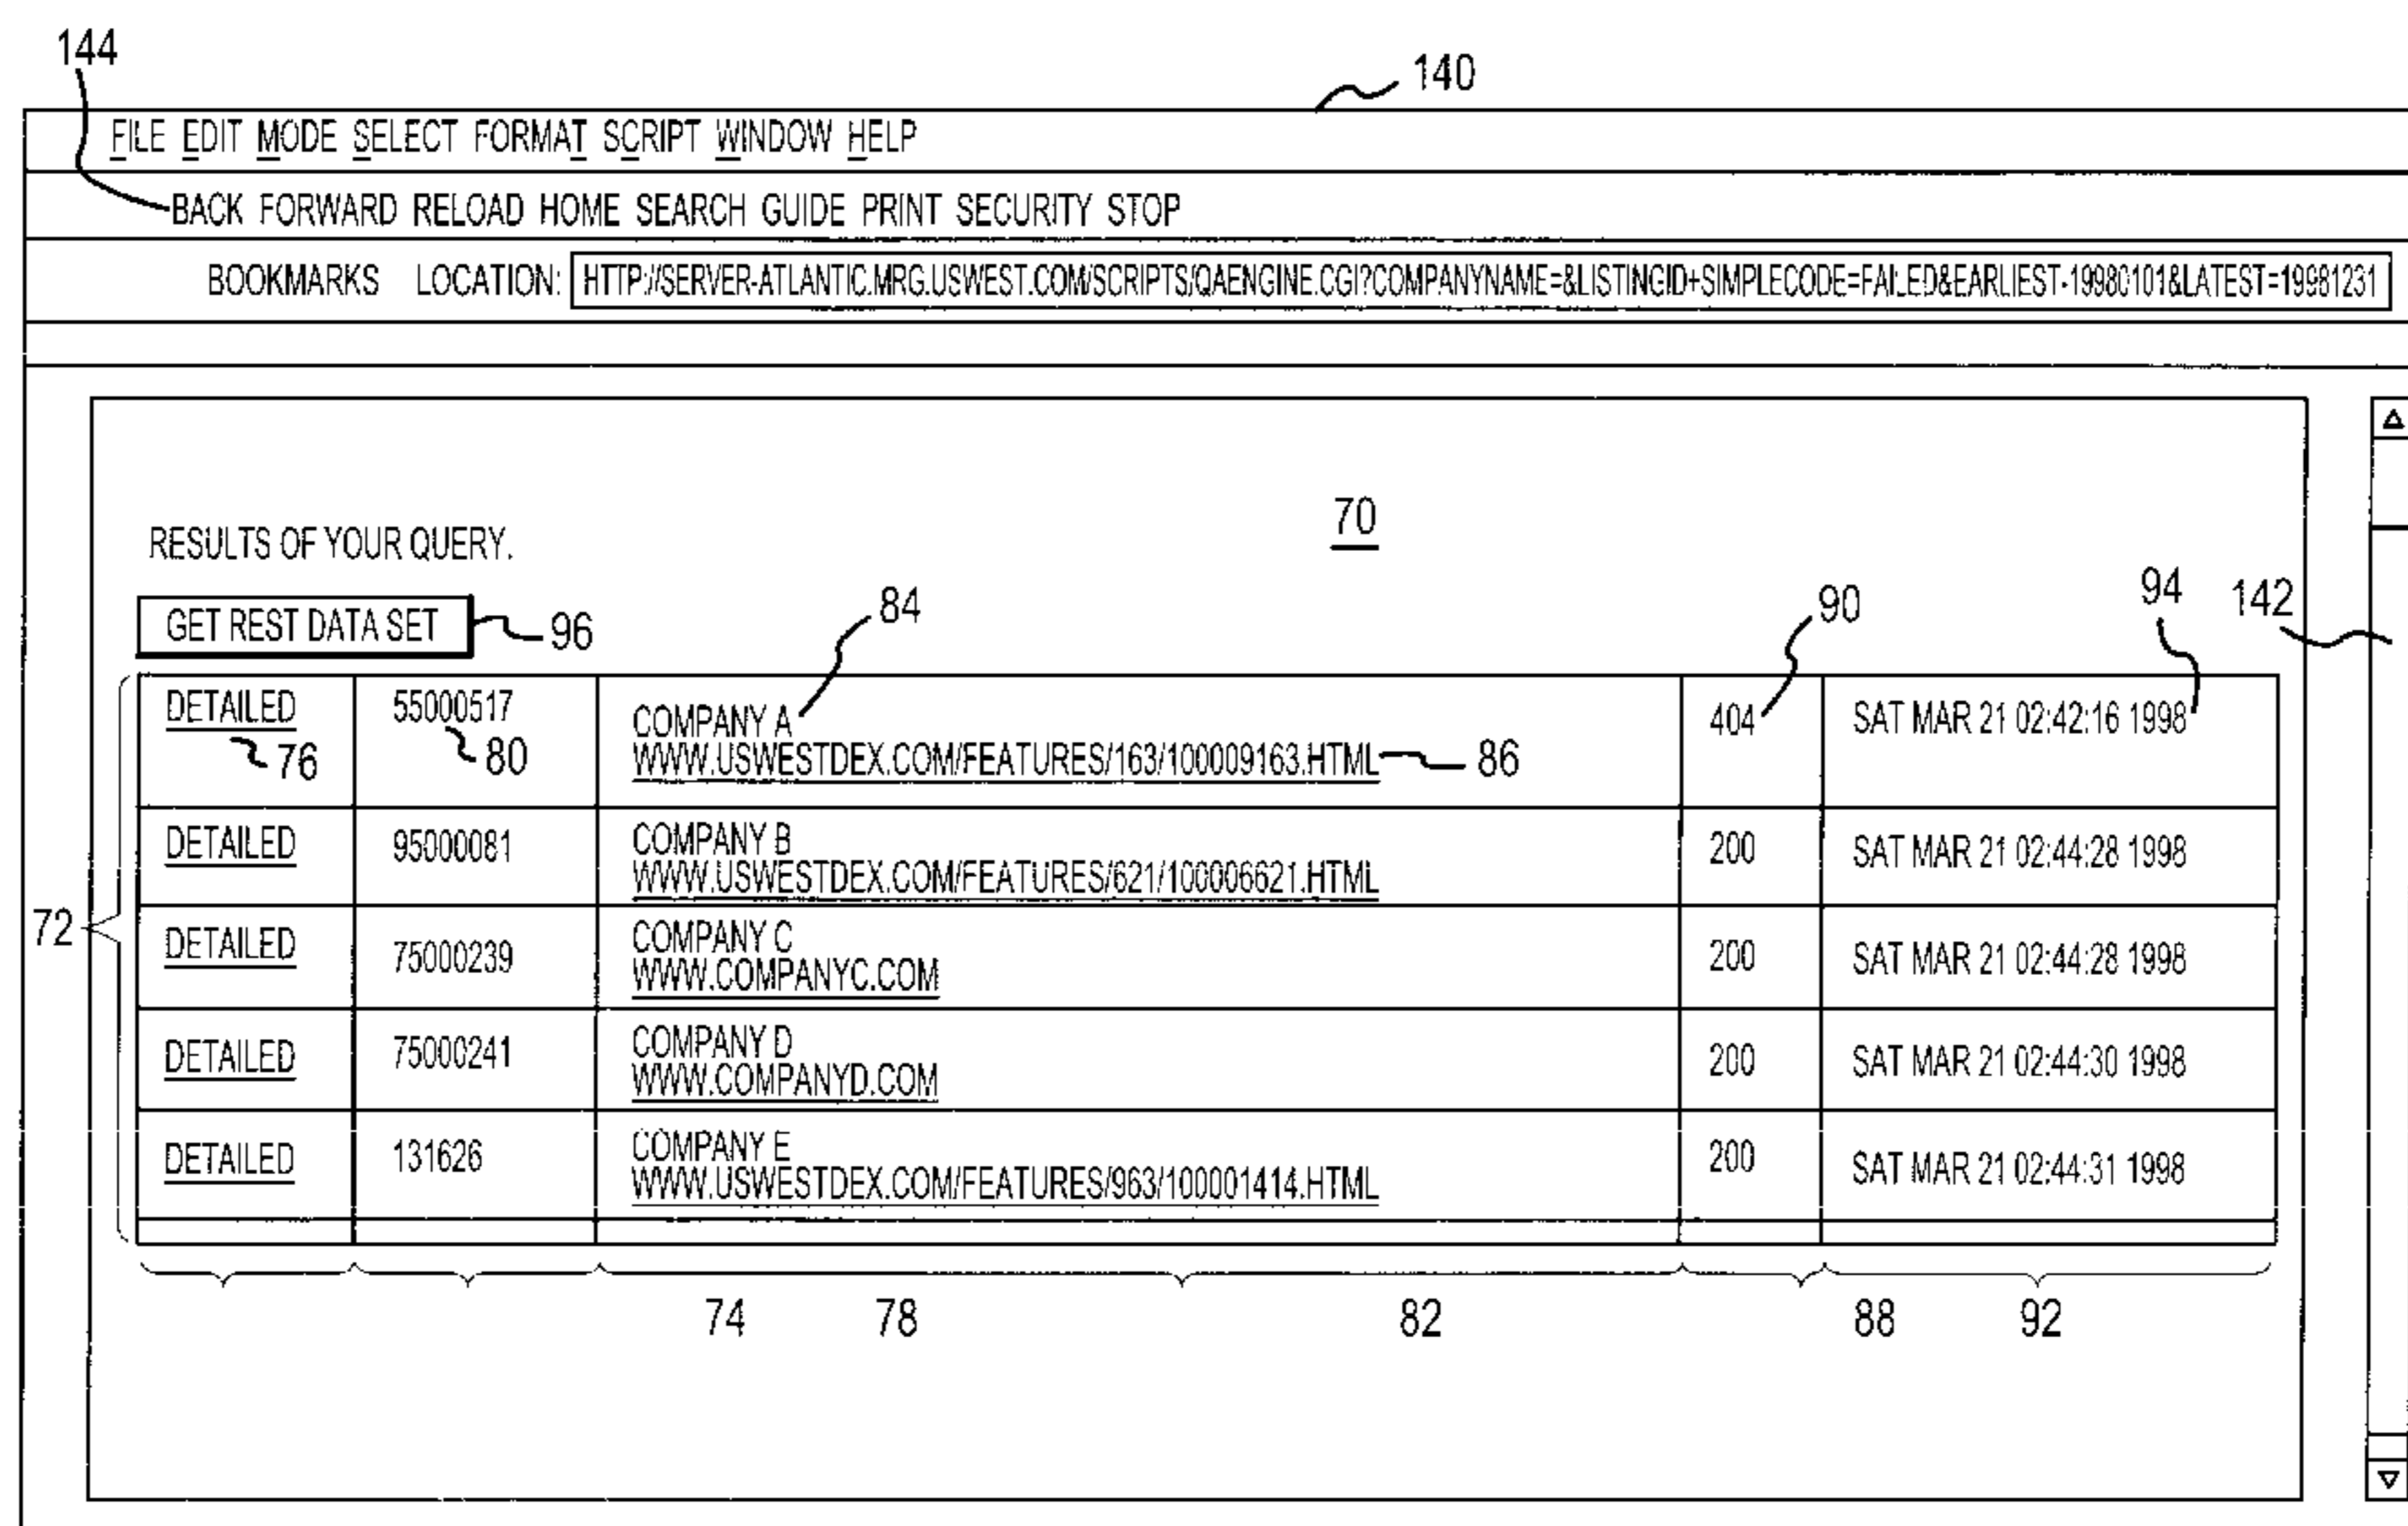 144
140
FILE EDIT MODE SELECT FORMAT SCRIPT WINDOW HELP
BACK FORWARD RELOAD HOME SEARCH GUIDE PRINT SECURITY STOP
BOOKMARKS LOCATION: HTTP://SERVER-ATLANTIC.MRG.USWEST.COM/SCRIPTS/QAENGINE.CGI?COMPANYNAME=&LISTINGID+SIMPLECODE=FAILED&EARLIEST-19980101&LATEST=19981231
70
RESULTS OF YOUR QUERY.
GET REST DATA SET 96 84 90 94 142
DETAILED 55000517 COMPANY A 404 SAT MAR 21 02:42:16 1998
76 80 WWW.USWESTDEX.COM/FEATURES/163/100009163.HTML 86
DETAILED 95000081 COMPANY B 200 SAT MAR 21 02:44:28 1998
WWW.USWESTDEX.COM/FEATURES/621/100006621.HTML
72
DETAILED 75000239 COMPANY C 200 SAT MAR 21 02:44:28 1998
WWW.COMPANYC.COM
DETAILED 75000241 COMPANY D 200 SAT MAR 21 02:44:30 1998
WWW.COMPANYD.COM
DETAILED 131626 COMPANY E 200 SAT MAR 21 02:44:31 1998
WWW.USWESTDEX.COM/FEATURES/963/100001414.HTML
74 78 82 88 92